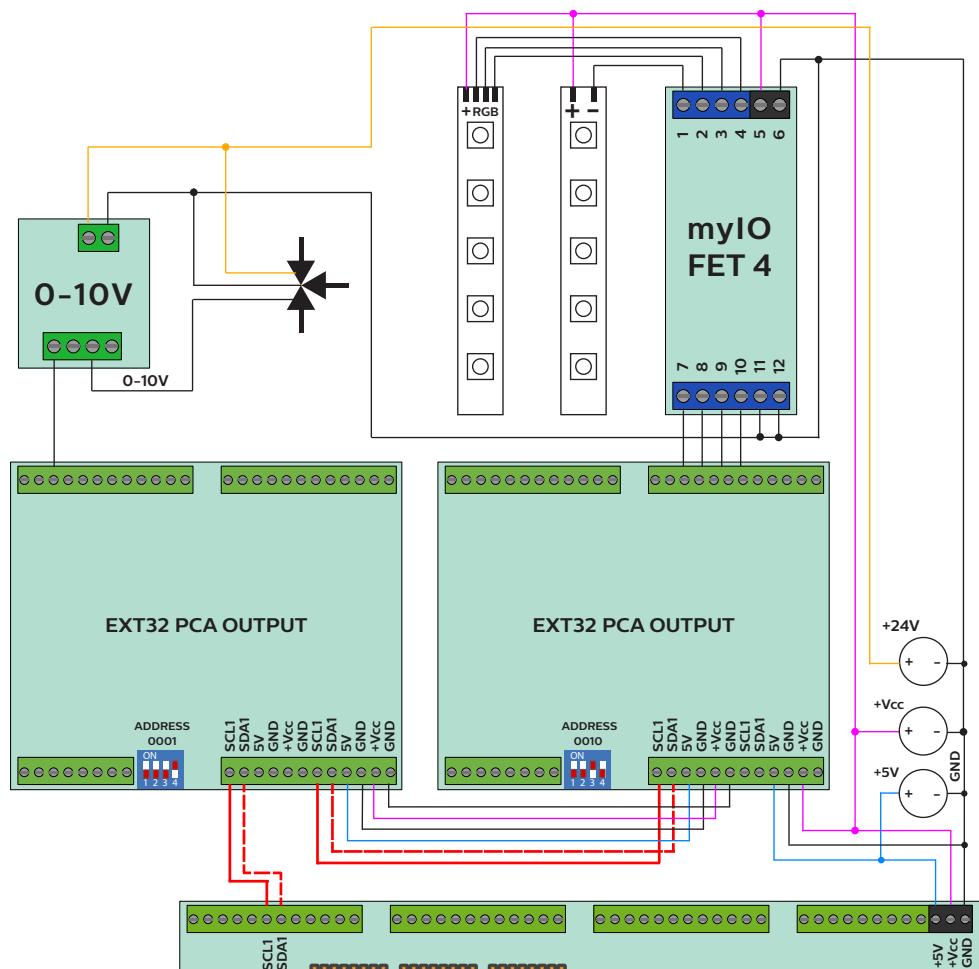 +RGB
+ -
1 2 3 4 5 6
myIO
FET 4
7 8 9 10 11 12
0-10V
0-10V
EXT32 PCA OUTPUT
ADDRESS
0001
ON
1 2 3 4
SCL1
SDA1
5V
GND
+Vcc
GND
SCL1
SDA1
5V
GND
+Vcc
GND
EXT32 PCA OUTPUT
ADDRESS
0010
ON
1 2 3 4
SCL1
SDA1
5V
GND
+Vcc
GND
SCL1
SDA1
5V
GND
+Vcc
GND
+24V
+ -
+Vcc
+ -
+5V
+ -
GND
SCL1
SDA1
+5V
+Vcc
GND